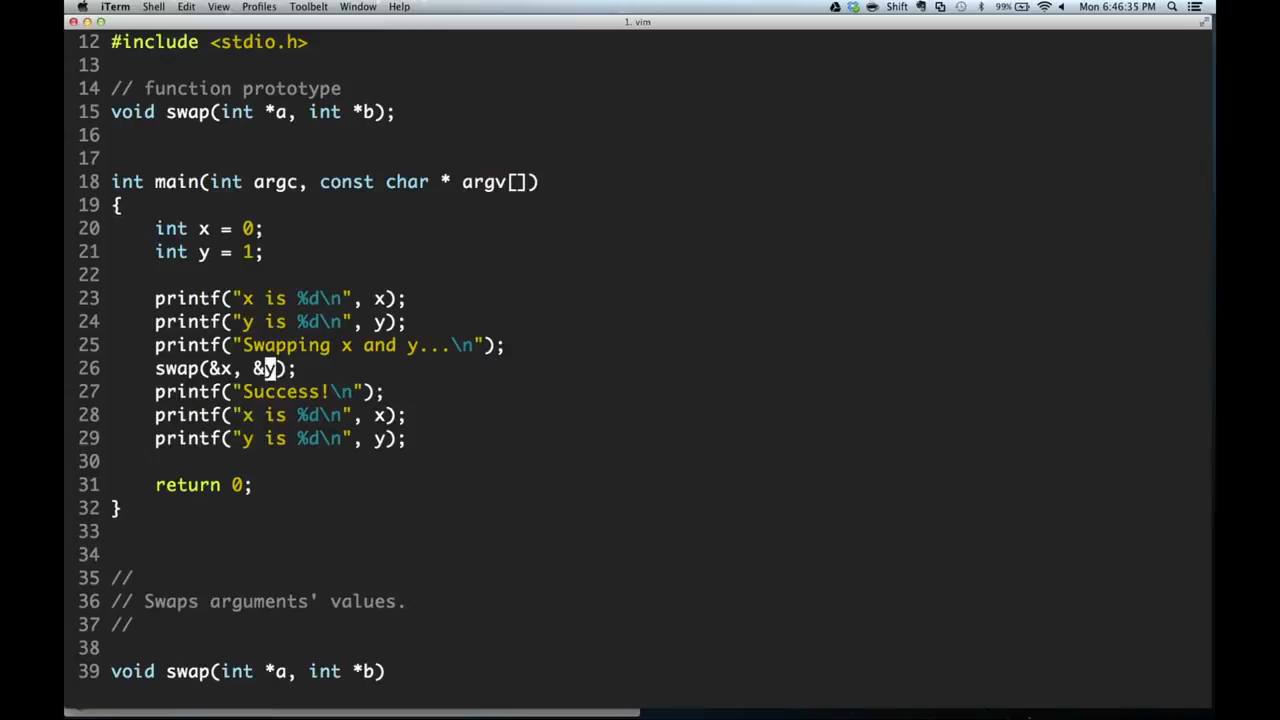 iTerm Shell Edit View Profiles Toolbelt Window Help Shift 99% Mon 6:46:35 PM
1. vim
12 #include <stdio.h>
13
14 // function prototype
15 void swap(int *a, int *b);
16
17
18 int main(int argc, const char * argv[])
19 {
20 int x = 0;
21 int y = 1;
22
23 printf("x is %d\n", x);
24 printf("y is %d\n", y);
25 printf("Swapping x and y...\n");
26 swap(&x, &y);
27 printf("Success!\n");
28 printf("x is %d\n", x);
29 printf("y is %d\n", y);
30
31 return 0;
32 }
33
34
35 //
36 // Swaps arguments' values.
37 //
38
39 void swap(int *a, int *b)